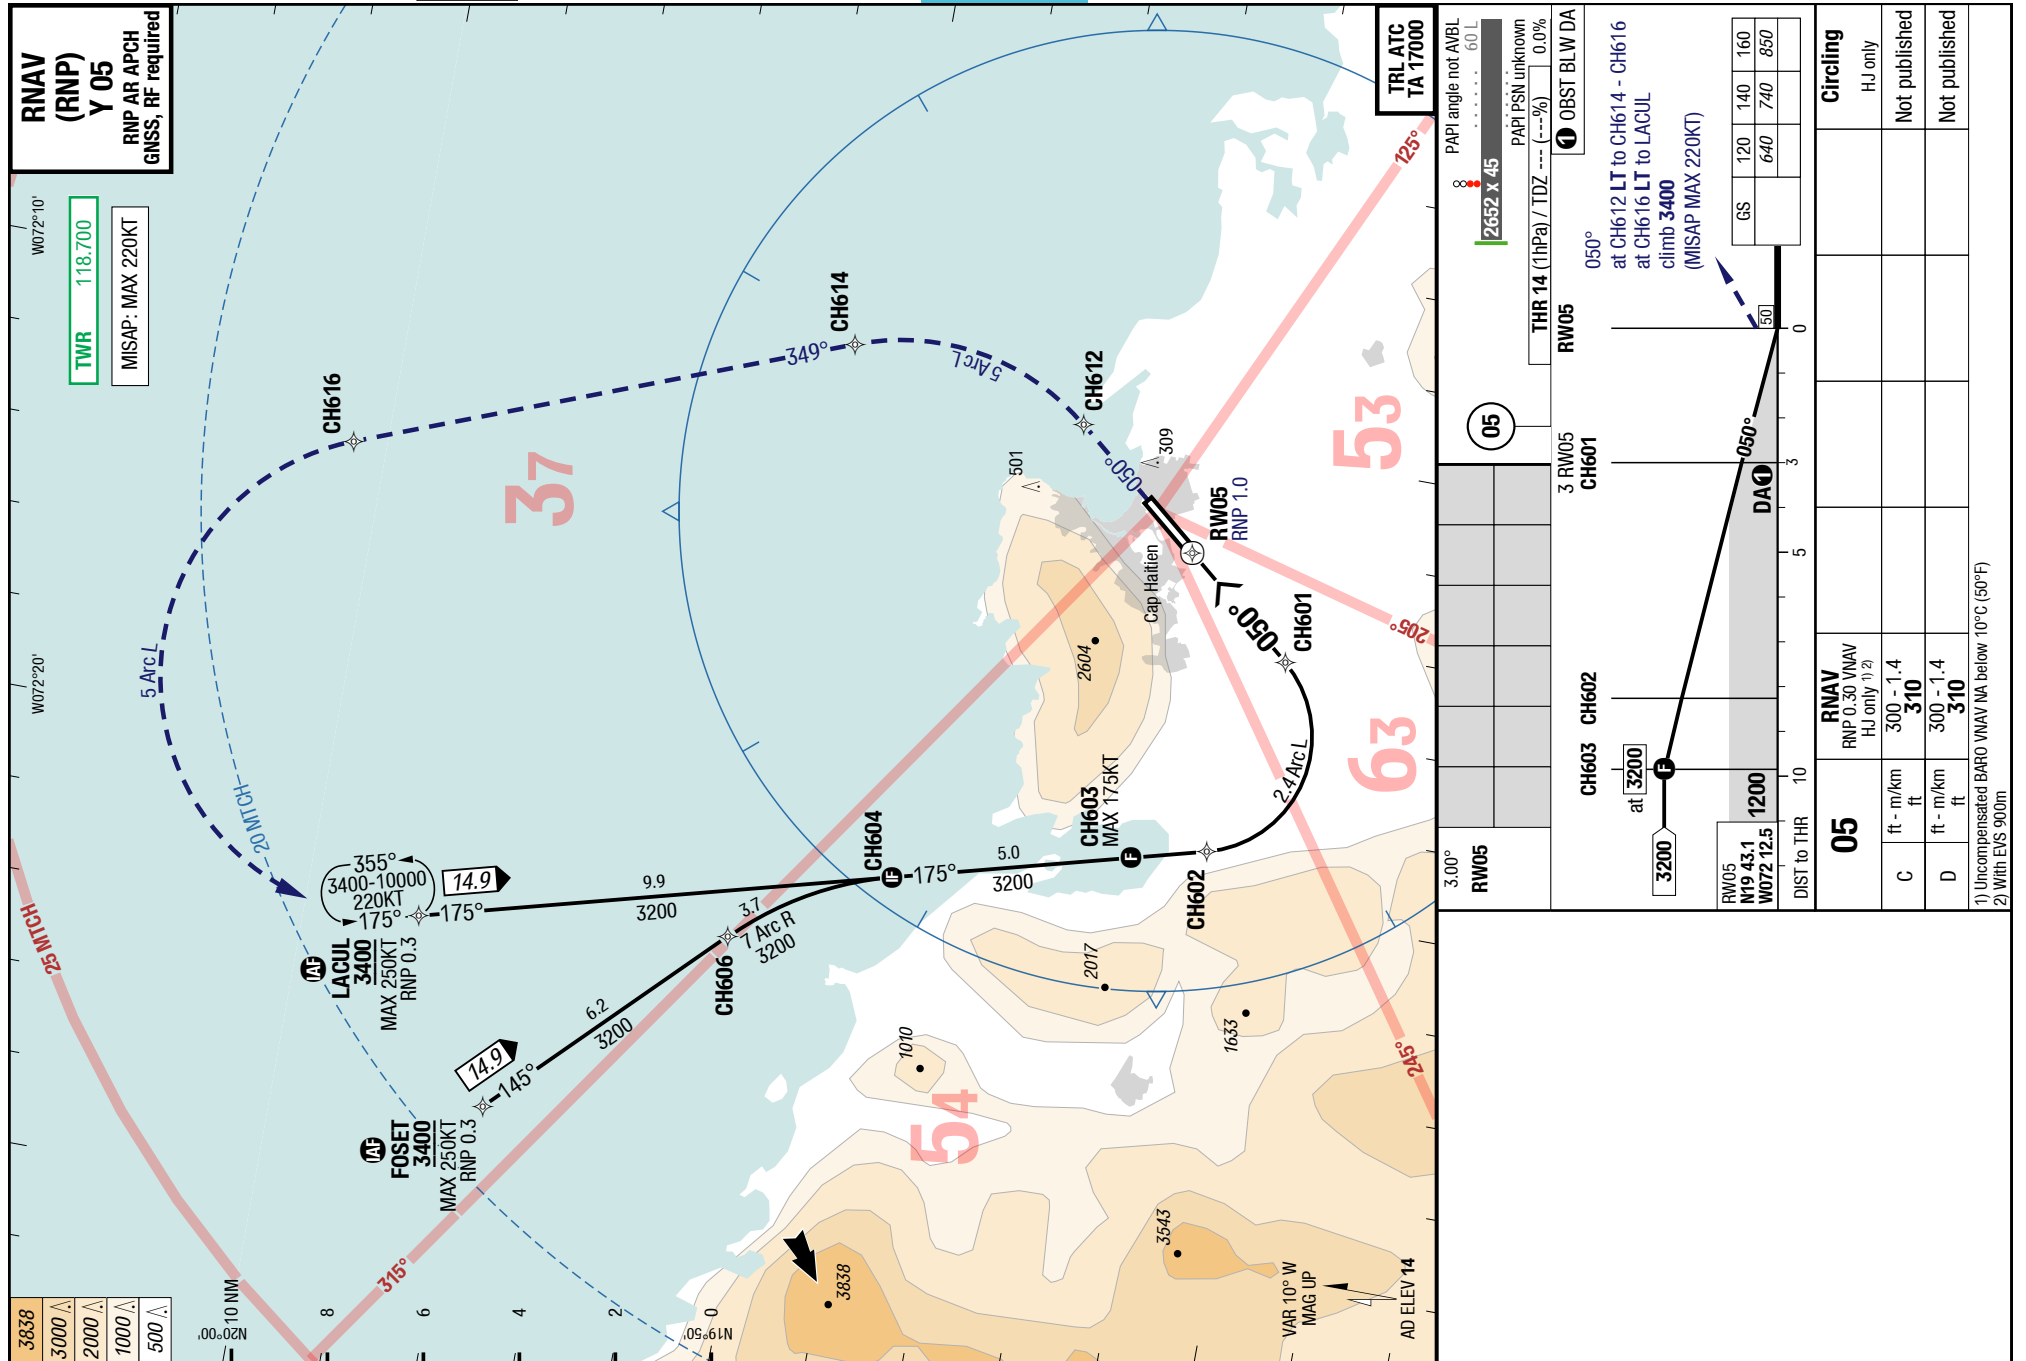 RNAV
(RNP)
Y 05
RNP AR APCH
GNSS, RF required
TWR 118.700
MISAP: MAX 220KT
TRL ATC
TA 17000
W072°10'
W072°20'
N20°00'
N19°50'
10 NM
8
6
4
2
0
3838
3000
2000
1000
500
25 MTCH
20 MTCH
315°
125°
205°
245°
37
53
63
54
CH616
5 Arc L
349°
CH614
5 Arc L
CH612
050°
501
309
2604
Cap Haitien
RW05
RNP 1.0
050°
CH601
2.4 Arc L
CH602
CH603
MAX 175KT
F
5.0
3200
175°
CH604
IF
9.9
3200
175°
14.9
355°
3400-10000
220KT
175°
IAF
LACUL
3400
MAX 250KT
RNP 0.3
3.7
7 Arc R
3200
CH606
6.2
3200
14.9
145°
IAF
FOSET
3400
MAX 250KT
RNP 0.3
1010
2017
1633
3838
3543
VAR 10° W
MAG UP
AD ELEV 14
PAPI angle not AVBL
60 L
2652 x 45
PAPI PSN unknown
0.0%
THR 14 (1hPa) / TDZ --- (---%)
05
3.00°
RW05
1 OBST BLW DA
050°
at CH612 LT to CH614 - CH616
at CH616 LT to LACUL
climb 3400
(MISAP MAX 220KT)
GS 120 140 160
640 740 850
RW05
3 RW05
CH601
CH602
CH603
at 3200
F
3200
050°
DA 1
50
1200
RW05
N19 43.1
W072 12.5
DIST to THR
10
5
3
0
05
RNAV
RNP 0.30 VNAV
HJ only 1) 2)
Circling
HJ only
C ft - m/km
ft
300 - 1.4
310
Not published
D ft - m/km
ft
300 - 1.4
310
Not published
1) Uncompensated BARO VNAV NA below 10°C (50°F)
2) With EVS 900m